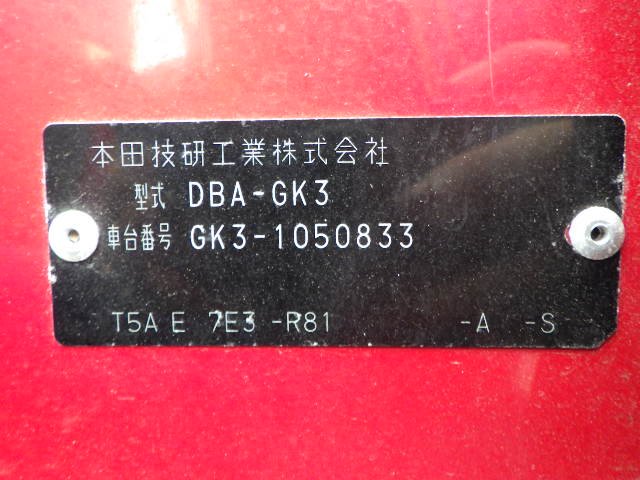 本田技研工業株式会社
型式 DBA-GK3
車台番号 GK3-1050833
T5A E 7E3 -R81 -A -S